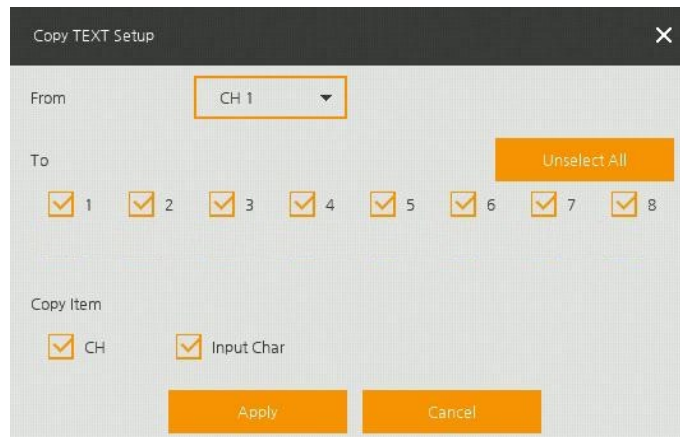 Copy TEXT Setup
From CH 1
To Unselect All
1 2 3 4 5 6 7 8
Copy Item
CH Input Char
Apply Cancel